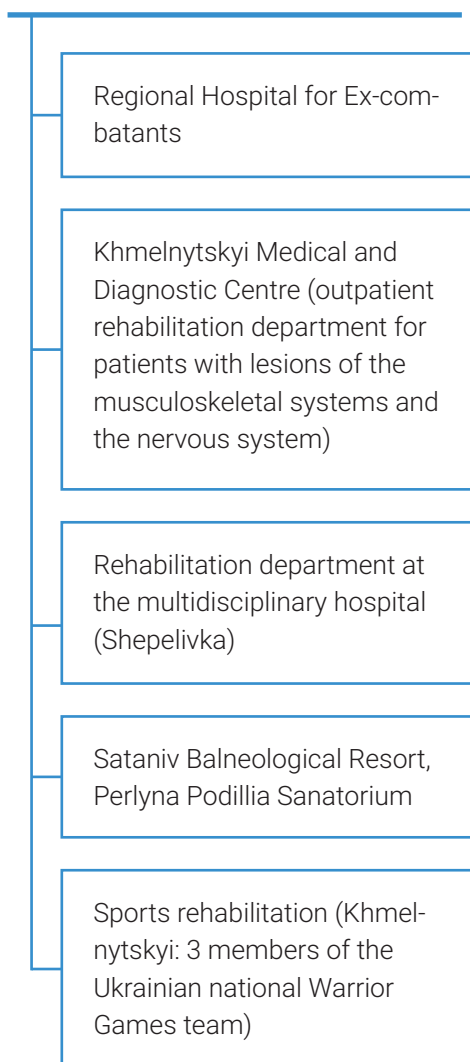 Regional Hospital for Ex-com-
batants
Khmelnytskyi Medical and
Diagnostic Centre (outpatient
rehabilitation department for
patients with lesions of the
musculoskeletal systems and
the nervous system)
Rehabilitation department at
the multidisciplinary hospital
(Shepelivka)
Sataniv Balneological Resort,
Perlyna Podillia Sanatorium
Sports rehabilitation (Khmel-
nytskyi: 3 members of the
Ukrainian national Warrior
Games team)